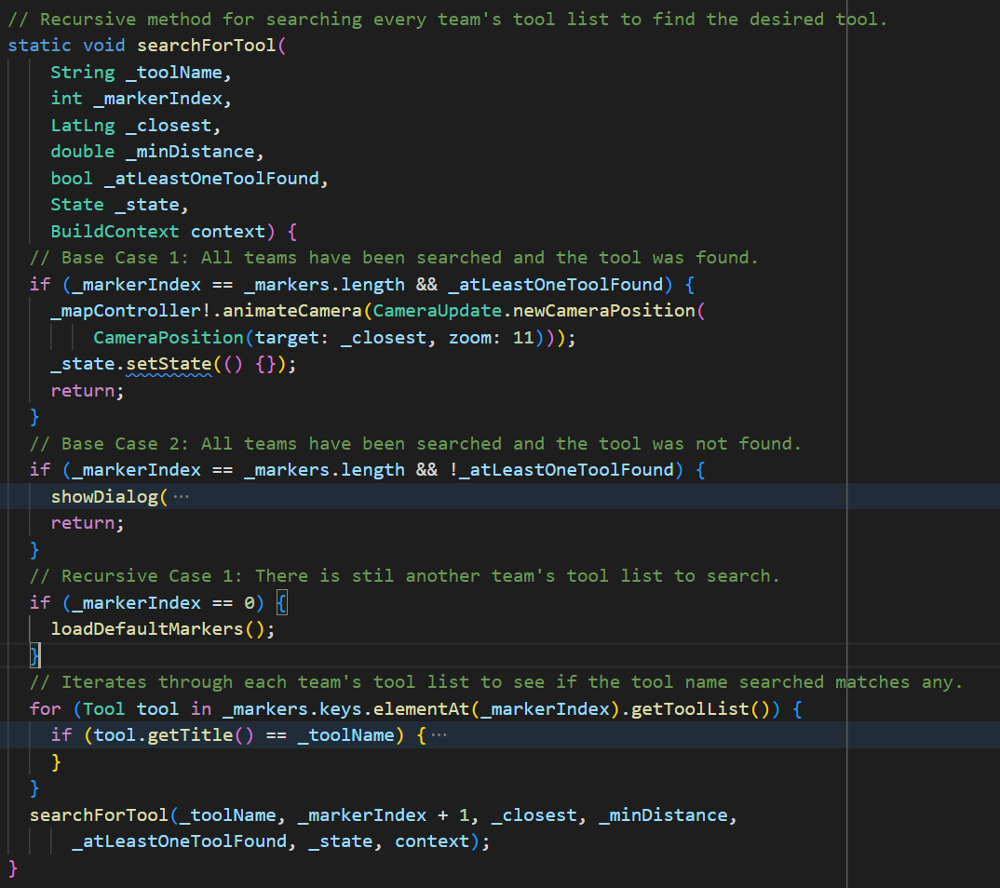 // Recursive method for searching every team's tool list to find the desired tool.
static void searchForTool(
    String _toolName,
    int _markerIndex,
    LatLng _closest,
    double _minDistance,
    bool _atLeastOneToolFound,
    State _state,
    BuildContext context) {
  // Base Case 1: All teams have been searched and the tool was found.
  if (_markerIndex == _markers.length && _atLeastOneToolFound) {
    _mapController!.animateCamera(CameraUpdate.newCameraPosition(
        CameraPosition(target: _closest, zoom: 11)));
    _state.setState(() {});
    return;
  }
  // Base Case 2: All teams have been searched and the tool was not found.
  if (_markerIndex == _markers.length && !_atLeastOneToolFound) {
    showDialog(···
    return;
  }
  // Recursive Case 1: There is stil another team's tool list to search.
  if (_markerIndex == 0) {
    loadDefaultMarkers();
  }
  // Iterates through each team's tool list to see if the tool name searched matches any.
  for (Tool tool in _markers.keys.elementAt(_markerIndex).getToolList()) {
    if (tool.getTitle() == _toolName) {···
    }
  }
  searchForTool(_toolName, _markerIndex + 1, _closest, _minDistance,
      _atLeastOneToolFound, _state, context);
}